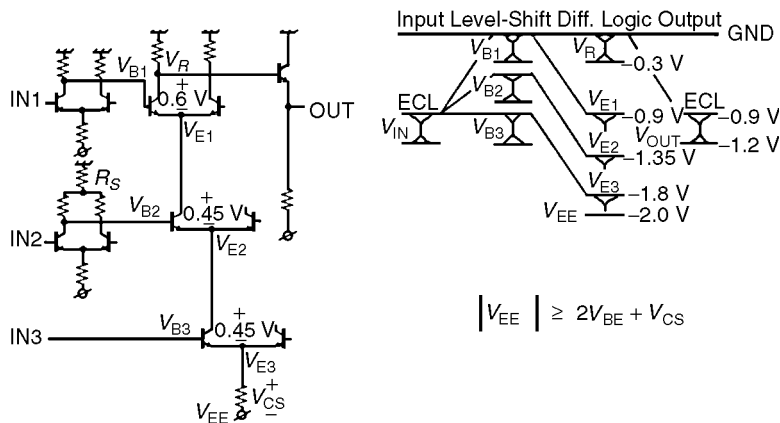 Input Level-Shift Diff. Logic Output
GND
IN1
V_B1
V_R
+
0.6 V
−
V_E1
OUT
R_S
IN2
V_B2
+
0.45 V
−
V_E2
IN3
V_B3
+
0.45 V
−
V_E3
V_EE
+
V_CS
−
V_B1
V_R
−0.3 V
V_B2
ECL
V_IN
V_B3
V_E1
−0.9 V
V_E2
−1.35 V
V_E3
−1.8 V
V_EE
−2.0 V
ECL
−0.9 V
V_OUT
−1.2 V
|V_EE| ≥ 2V_BE + V_CS